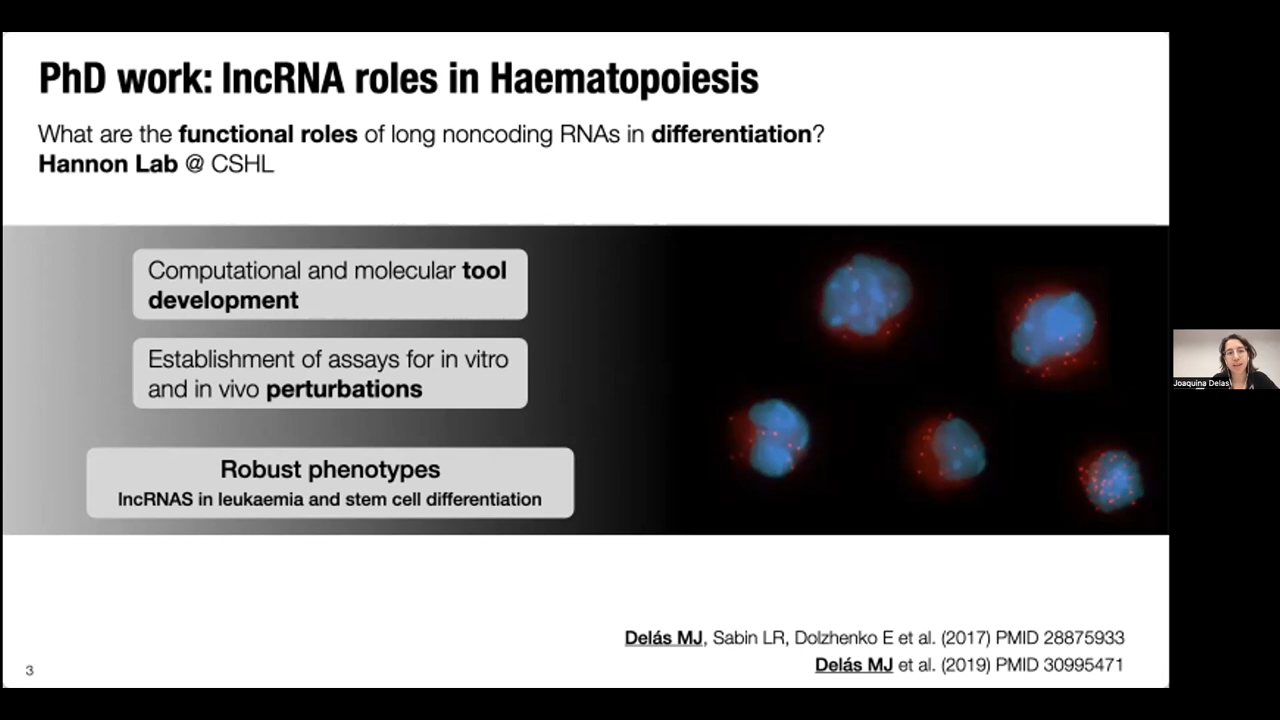 PhD work: lncRNA roles in Haematopoiesis
What are the functional roles of long noncoding RNAs in differentiation?
Hannon Lab @ CSHL
Computational and molecular tool
development
Establishment of assays for in vitro
and in vivo perturbations
Robust phenotypes
lncRNAS in leukaemia and stem cell differentiation
Delás MJ, Sabin LR, Dolzhenko E et al. (2017) PMID 28875933
Delás MJ et al. (2019) PMID 30995471
3
Joaquina Delas